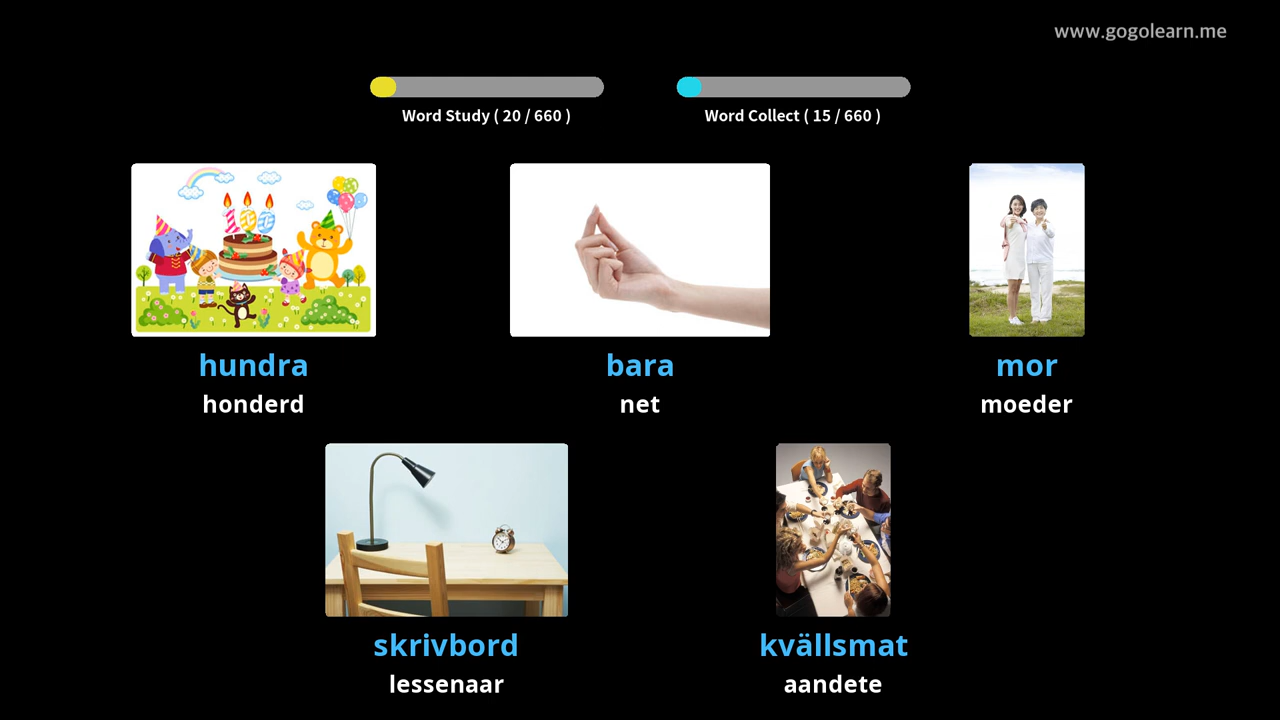 www.gogolearn.me
Word Study ( 20 / 660 )
Word Collect ( 15 / 660 )
100
hundra
honderd
bara
net
mor
moeder
skrivbord
lessenaar
kvällsmat
aandete